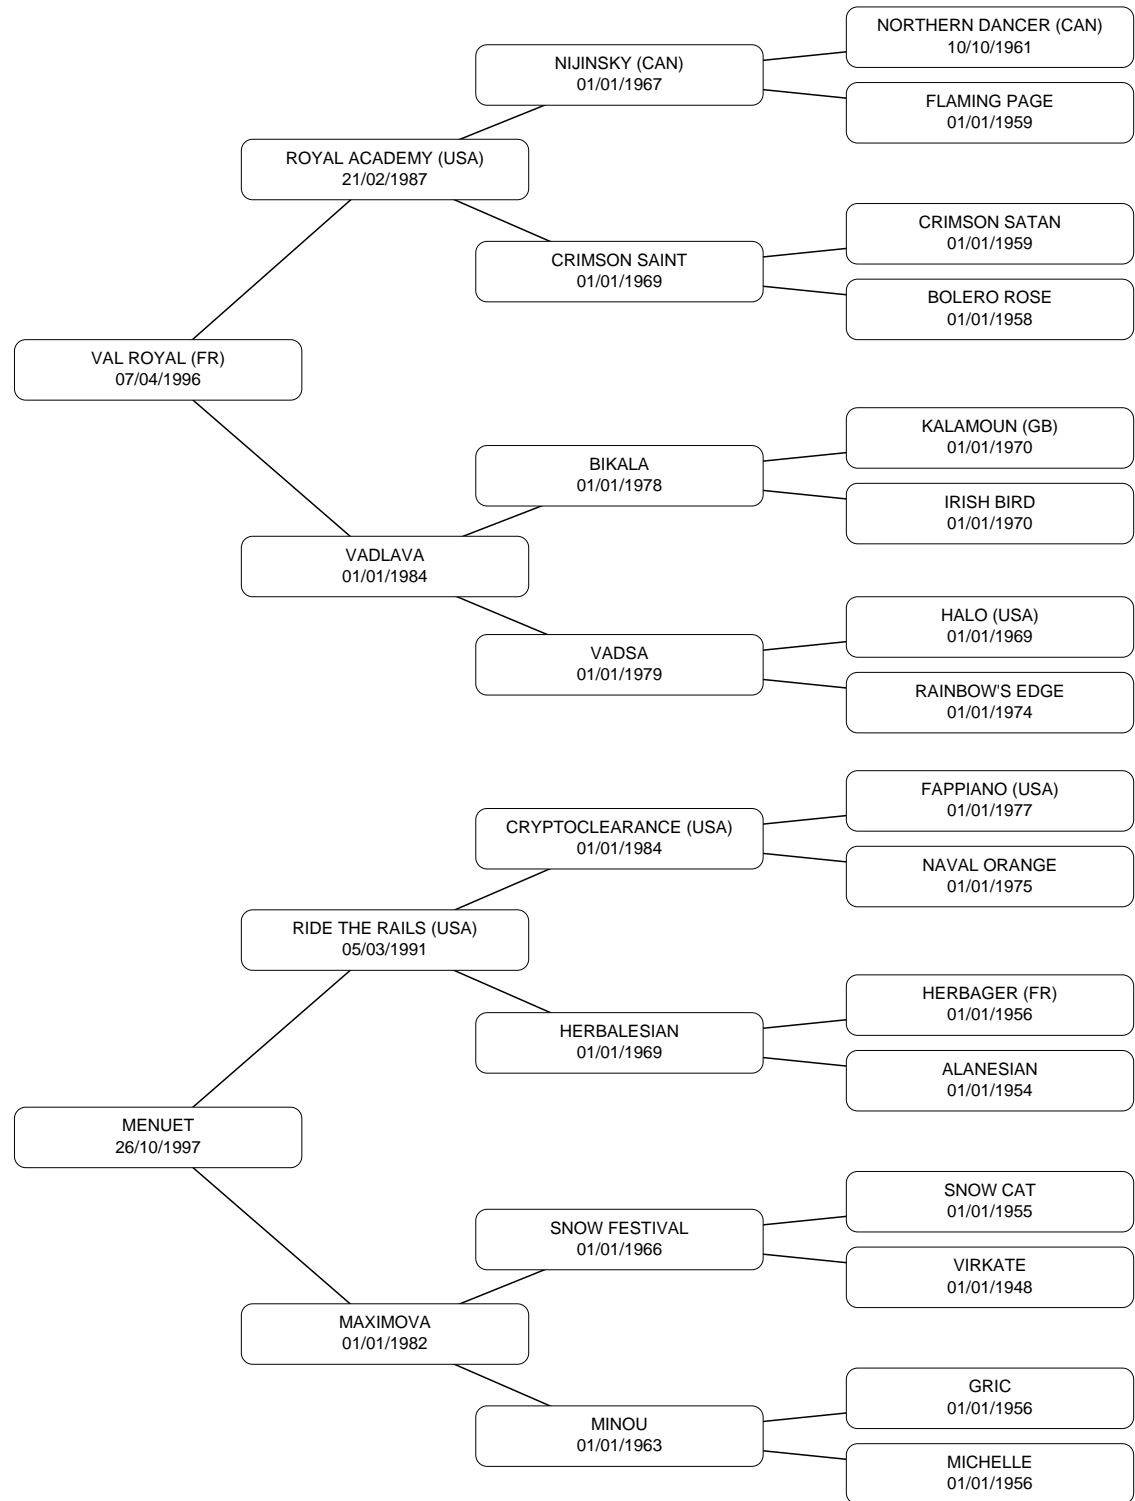 NORTHERN DANCER (CAN)
10/10/1961
NIJINSKY (CAN)
01/01/1967
FLAMING PAGE
01/01/1959
ROYAL ACADEMY (USA)
21/02/1987
CRIMSON SATAN
01/01/1959
CRIMSON SAINT
01/01/1969
BOLERO ROSE
01/01/1958
VAL ROYAL (FR)
07/04/1996
KALAMOUN (GB)
01/01/1970
BIKALA
01/01/1978
IRISH BIRD
01/01/1970
VADLAVA
01/01/1984
HALO (USA)
01/01/1969
VADSA
01/01/1979
RAINBOW'S EDGE
01/01/1974
FAPPIANO (USA)
01/01/1977
CRYPTOCLEARANCE (USA)
01/01/1984
NAVAL ORANGE
01/01/1975
RIDE THE RAILS (USA)
05/03/1991
HERBAGER (FR)
01/01/1956
HERBALESIAN
01/01/1969
ALANESIAN
01/01/1954
MENUET
26/10/1997
SNOW CAT
01/01/1955
SNOW FESTIVAL
01/01/1966
VIRKATE
01/01/1948
MAXIMOVA
01/01/1982
GRIC
01/01/1956
MINOU
01/01/1963
MICHELLE
01/01/1956